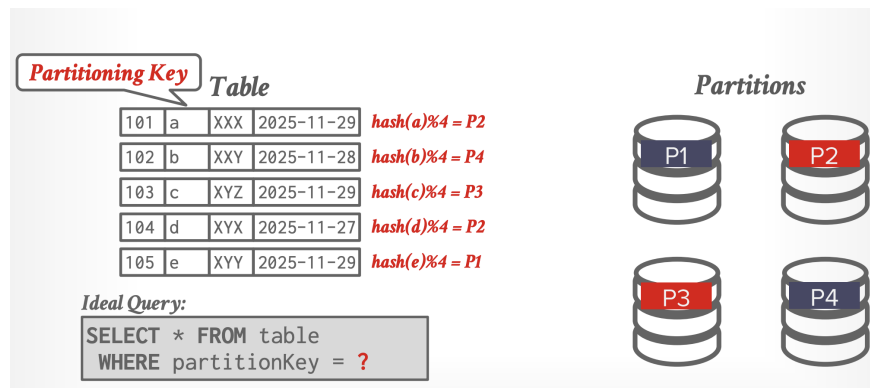 Partitioning Key
Table
101 a XXX 2025-11-29 hash(a)%4 = P2
102 b XXY 2025-11-28 hash(b)%4 = P4
103 c XYZ 2025-11-29 hash(c)%4 = P3
104 d XYX 2025-11-27 hash(d)%4 = P2
105 e XYY 2025-11-29 hash(e)%4 = P1
Ideal Query:
SELECT * FROM table
WHERE partitionKey = ?
Partitions
P1 P2
P3 P4